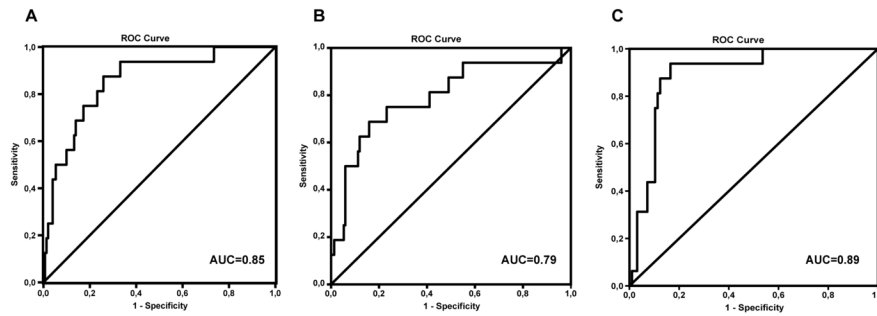 A
B
C
ROC Curve
ROC Curve
ROC Curve
1,0
0,8
0,6
0,4
0,2
0,0
Sensitivity
AUC=0.85
0,0 0,2 0,4 0,6 0,8 1,0
1 - Specificity
1,0
0,8
0,6
0,4
0,2
0,0
Sensitivity
AUC=0.79
0,0 0,2 0,4 0,6 0,8 1,0
1 - Specificity
1,0
0,8
0,6
0,4
0,2
0,0
Sensitivity
AUC=0.89
0,0 0,2 0,4 0,6 0,8 1
1 - Specificity